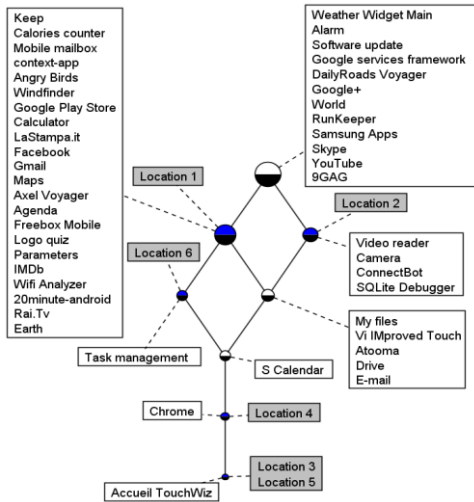 Keep
Calories counter
Mobile mailbox
context-app
Angry Birds
Windfinder
Google Play Store
Calculator
LaStampa.it
Facebook
Gmail
Maps
Axel Voyager
Agenda
Freebox Mobile
Logo quiz
Parameters
IMDb
Wifi Analyzer
20minute-android
Rai.Tv
Earth
Weather Widget Main
Alarm
Software update
Google services framework
DailyRoads Voyager
Google+
World
RunKeeper
Samsung Apps
Skype
YouTube
9GAG
Location 1
Location 2
Video reader
Camera
ConnectBot
SQLite Debugger
Location 6
Task management
My files
Vi IMproved Touch
Atooma
Drive
E-mail
S Calendar
Chrome
Location 4
Location 3
Location 5
Accueil TouchWiz